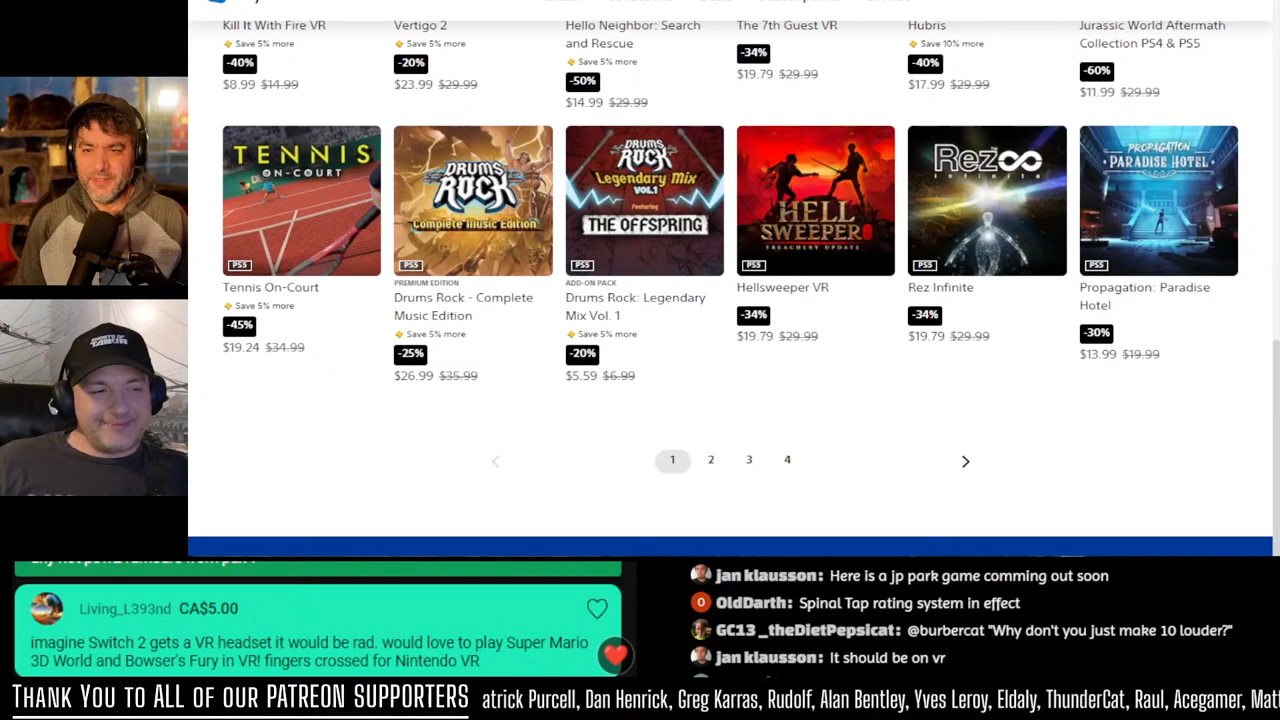 Kill It With Fire VR
Save 5% more
-40%
$8.99 $14.99
Vertigo 2
Save 5% more
-20%
$23.99 $29.99
Hello Neighbor: Search
and Rescue
Save 5% more
-50%
$14.99 $29.99
The 7th Guest VR
-34%
$19.79 $29.99
Hubris
Save 10% more
-40%
$17.99 $29.99
Jurassic World Aftermath
Collection PS4 & PS5
-60%
$11.99 $29.99
TENNIS
ON-COURT
PS5
Tennis On-Court
Save 5% more
-45%
$19.24 $34.99
DRUMS
ROCK
Complete Music Edition
PS5
PREMIUM EDITION
Drums Rock - Complete
Music Edition
Save 5% more
-25%
$26.99 $35.99
DRUMS
ROCK
Legendary Mix
VOL.1
Featuring
THE OFFSPRING
PS5
ADD-ON PACK
Drums Rock: Legendary
Mix Vol. 1
Save 5% more
-20%
$5.59 $6.99
HELL
SWEEPER
TREACHERY UPDATE
PS5
Hellsweeper VR
-34%
$19.79 $29.99
Rez∞
INFINITE
PS5
Rez Infinite
-34%
$19.79 $29.99
PROPAGATION
PARADISE HOTEL
PS5
Propagation: Paradise
Hotel
-30%
$13.99 $19.99
1 2 3 4
Living_L393nd CA$5.00
imagine Switch 2 gets a VR headset it would be rad. would love to play Super Mario
3D World and Bowser's Fury in VR! fingers crossed for Nintendo VR
jan klausson: Here is a jp park game comming out soon
O OldDarth: Spinal Tap rating system in effect
GC13 _theDietPepsicat: @burbercat "Why don't you just make 10 louder?"
jan klausson: It should be on vr
THANK YOU TO ALL OF OUR PATREON SUPPORTERS
atrick Purcell, Dan Henrick, Greg Karras, Rudolf, Alan Bentley, Yves Leroy, Eldaly, ThunderCat, Raul, Acegamer, Mat